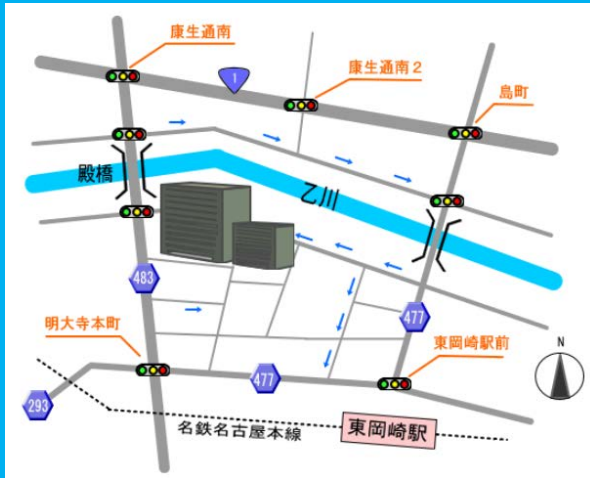 康生通南
1
康生通南２
島町
殿橋
乙川
483
477
明大寺本町
東岡崎駅前
N
477
293
名鉄名古屋本線
東岡崎駅